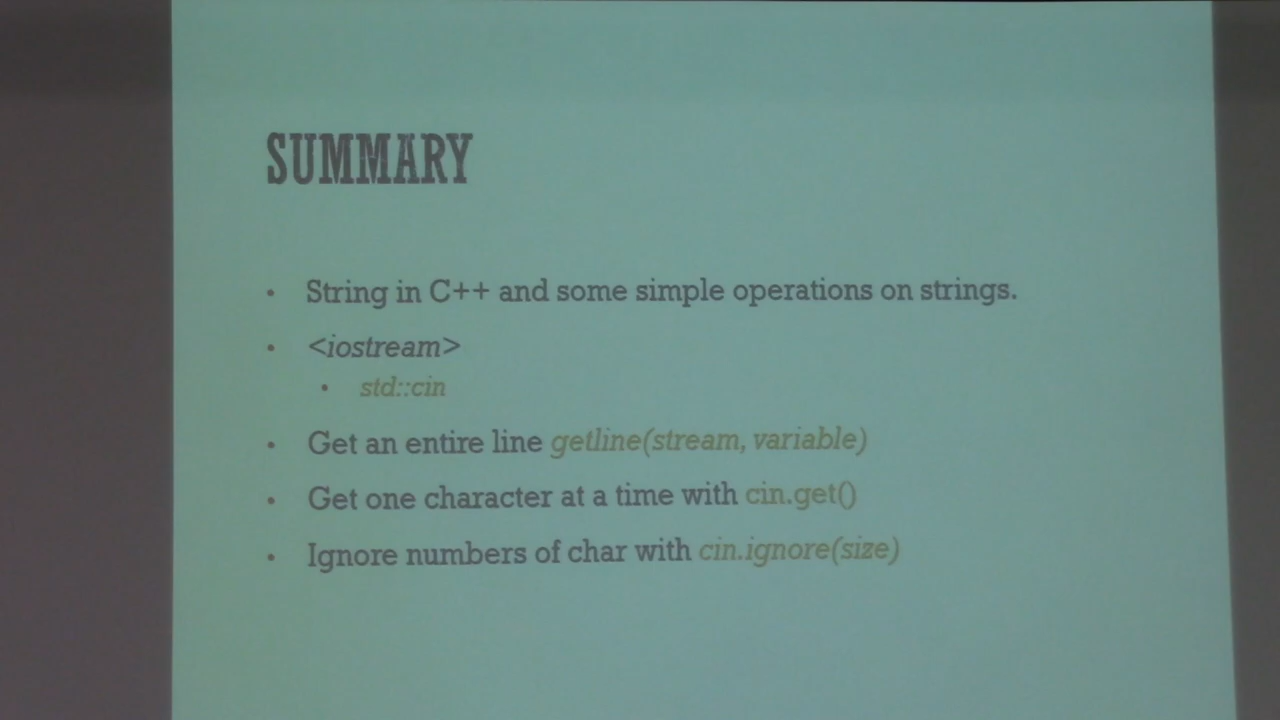 SUMMARY
• String in C++ and some simple operations on strings.
• <iostream>
• std::cin
• Get an entire line getline(stream, variable)
• Get one character at a time with cin.get()
• Ignore numbers of char with cin.ignore(size)